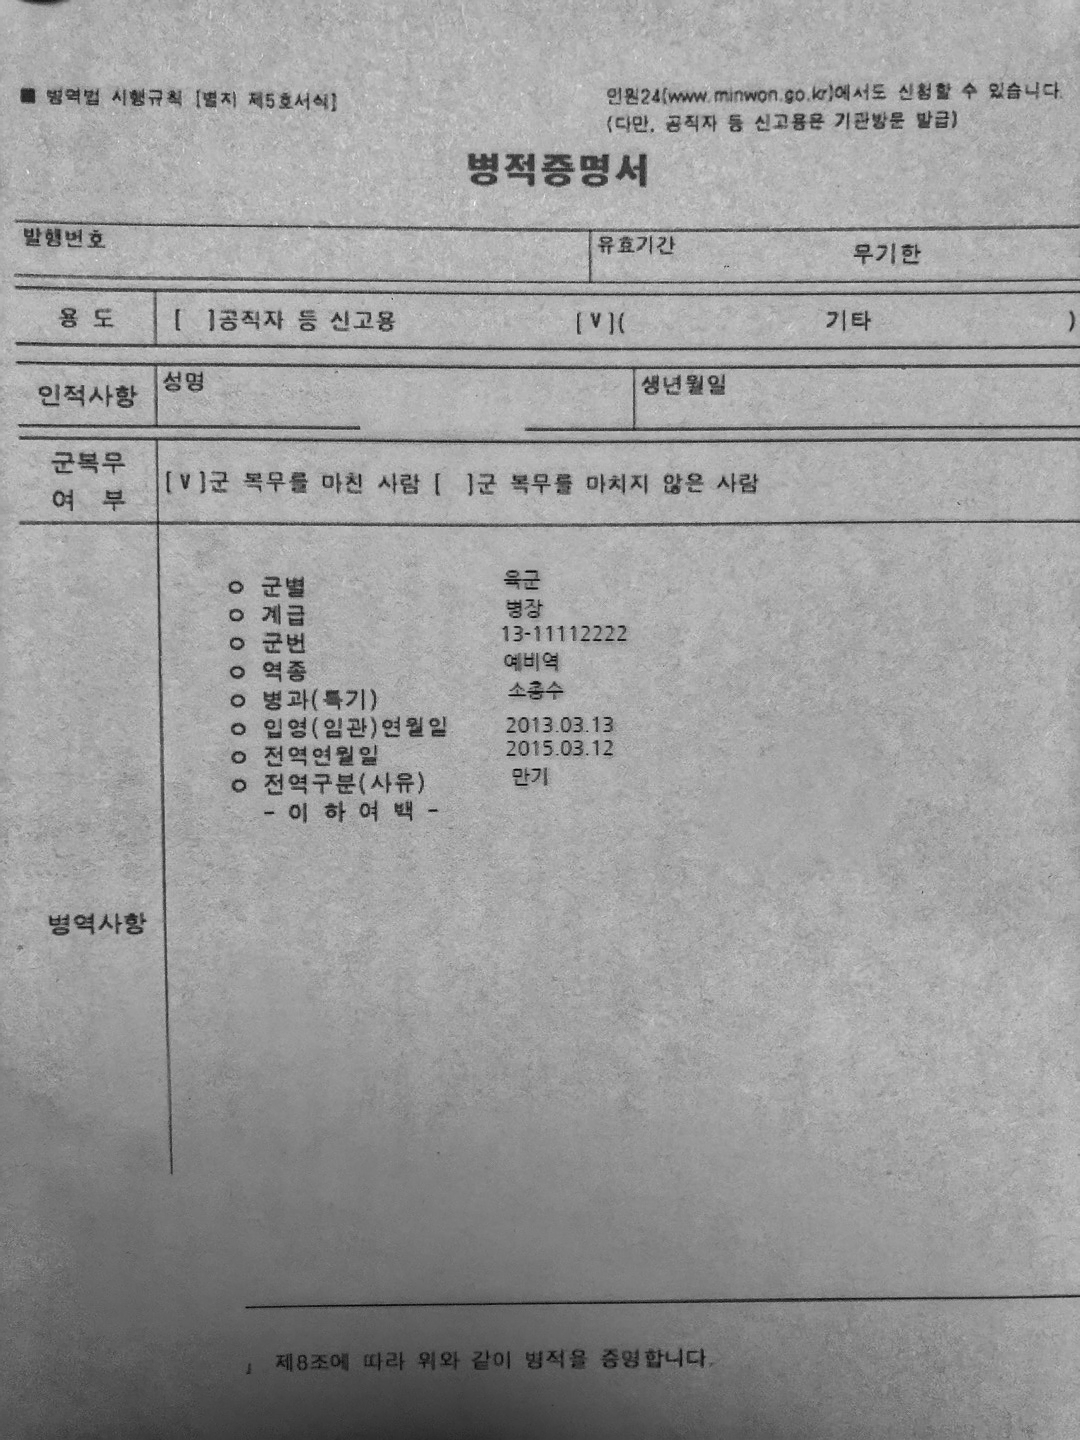 ■ 병역법 시행규칙 [별지 제5호서식]
민원24(www.minwon.go.kr)에서도 신청할 수 있습니다.
(다만, 공직자 등 신고용은 기관방문 발급)
병적증명서
발행번호 유효기간 무기한
용 도 [ ]공직자 등 신고용 [∨]( 기타 )
인적사항 성명 생년월일
군복무
여 부 [∨]군 복무를 마친 사람 [ ]군 복무를 마치지 않은 사람
병역사항
ㅇ 군별 육군
ㅇ 계급 병장
ㅇ 군번 13-11112222
ㅇ 역종 예비역
ㅇ 병과(특기) 소총수
ㅇ 입영(임관)연월일 2013.03.13
ㅇ 전역연월일 2015.03.12
ㅇ 전역구분(사유) 만기
- 이 하 여 백 -
」 제8조에 따라 위와 같이 병적을 증명합니다.